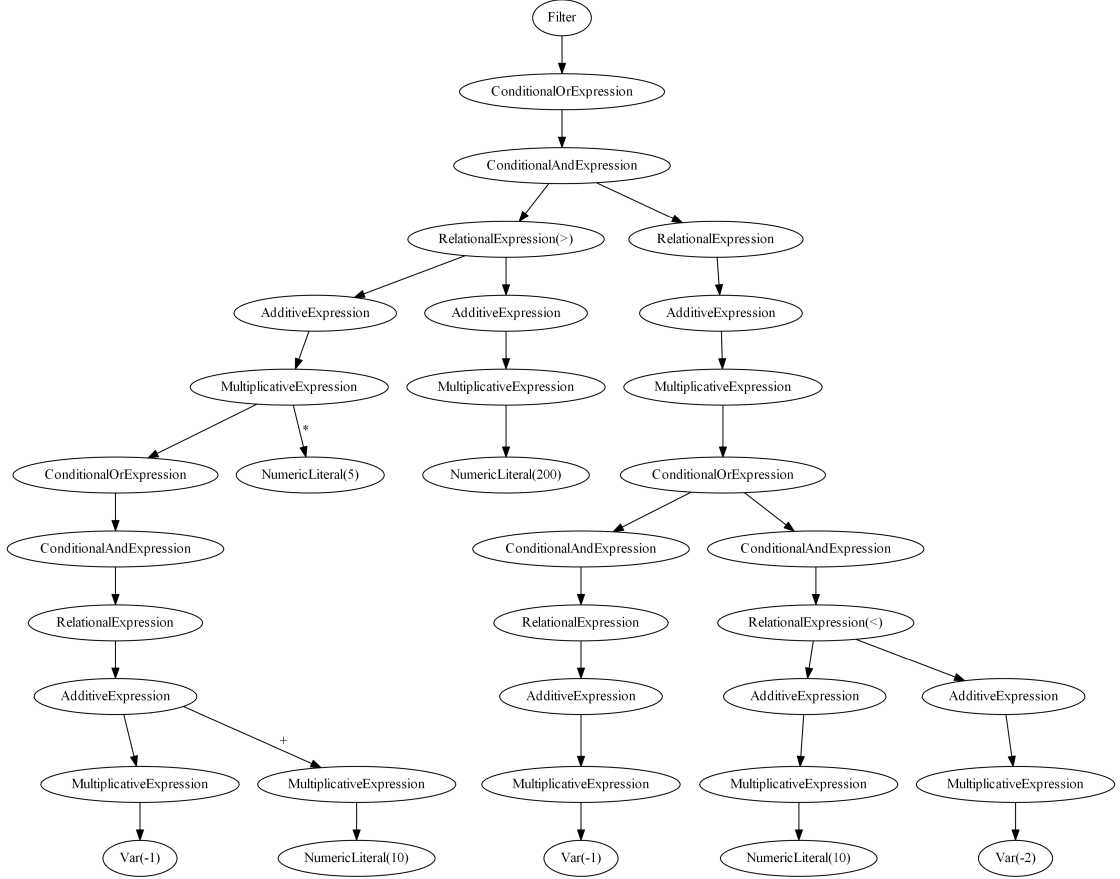 Filter
ConditionalOrExpression
ConditionalAndExpression
RelationalExpression(>) RelationalExpression
AdditiveExpression AdditiveExpression AdditiveExpression
MultiplicativeExpression MultiplicativeExpression MultiplicativeExpression
*
ConditionalOrExpression NumericLiteral(5) NumericLiteral(200) ConditionalOrExpression
ConditionalAndExpression ConditionalAndExpression ConditionalAndExpression
RelationalExpression RelationalExpression RelationalExpression(<)
AdditiveExpression AdditiveExpression AdditiveExpression AdditiveExpression
+
MultiplicativeExpression MultiplicativeExpression MultiplicativeExpression MultiplicativeExpression MultiplicativeExpression
Var(-1) NumericLiteral(10) Var(-1) NumericLiteral(10) Var(-2)